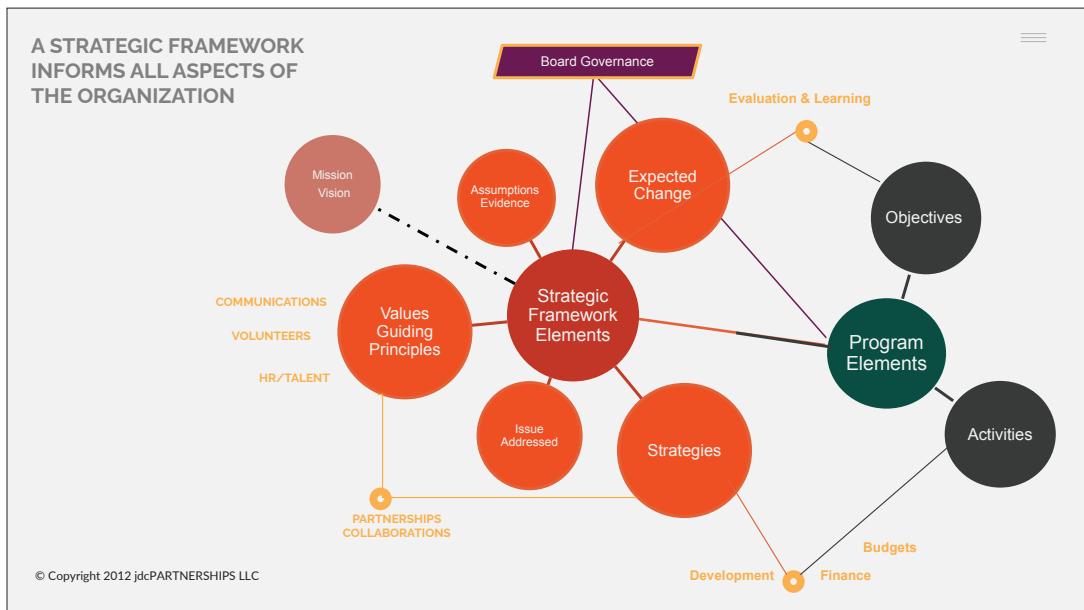 A STRATEGIC FRAMEWORK
INFORMS ALL ASPECTS OF
THE ORGANIZATION
Board Governance
Evaluation & Learning
Mission
Vision
Assumptions
Evidence
Expected
Change
Objectives
COMMUNICATIONS
VOLUNTEERS
HR/TALENT
Values
Guiding
Principles
Strategic
Framework
Elements
Program
Elements
Issue
Addressed
Strategies
Activities
PARTNERSHIPS
COLLABORATIONS
Budgets
Development
Finance
© Copyright 2012 jdcPARTNERSHIPS LLC